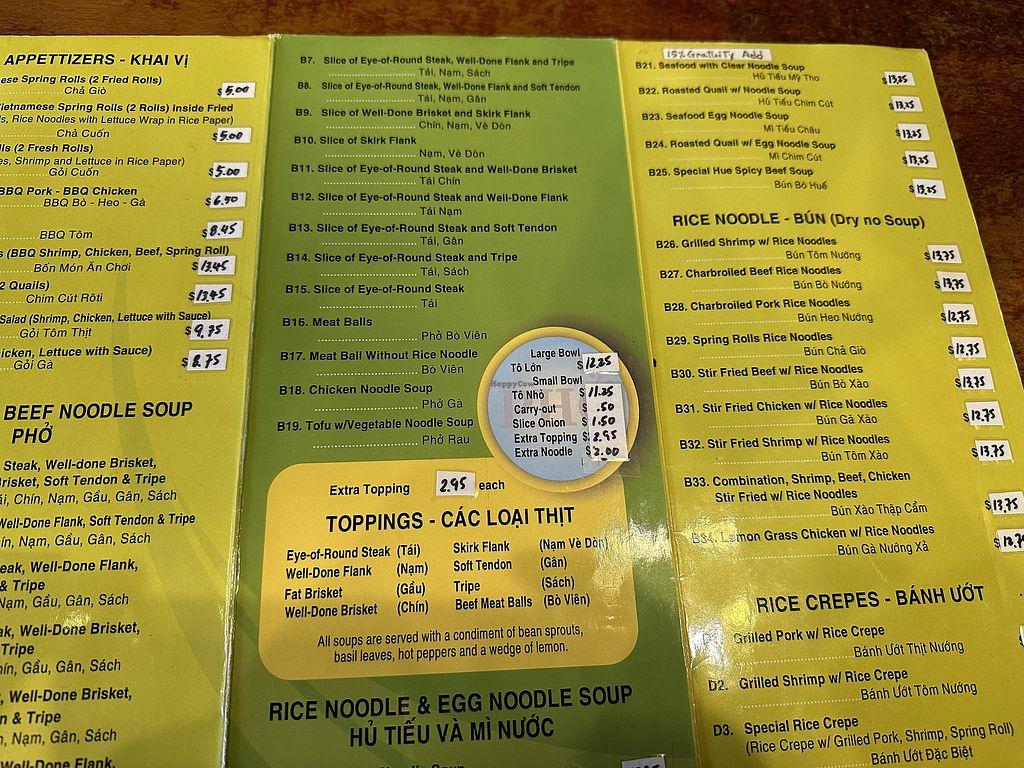 APPETTIZERS - KHAI Vị
ese Spring Rolls (2 Fried Rolls)
Chả Giò
$5.00
ietnamese Spring Rolls (2 Rolls) Inside Fried
s, Rice Noodles with Lettuce Wrap in Rice Paper)
Chả Cuốn
$5.00
lls (2 Fresh Rolls)
es, Shrimp and Lettuce in Rice Paper)
Gỏi Cuốn
$5.00
BBQ Pork - BBQ Chicken
BBQ Bò - Heo - Gà
$6.50
BBQ Tôm
$8.45
s (BBQ Shrimp, Chicken, Beef, Spring Roll)
Bốn Món Ăn Chơi
$13.45
2 Quails)
Chim Cút Rôti
$13.45
Salad (Shrimp, Chicken, Lettuce with Sauce)
Gỏi Tôm Thịt
$9.75
icken, Lettuce with Sauce)
Gỏi Gà
$8.75
BEEF NOODLE SOUP
PHỞ
Steak, Well-done Brisket,
Brisket, Soft Tendon & Tripe
ái, Chín, Nạm, Gầu, Gân, Sách
Well-Done Flank, Soft Tendon & Tripe
ín, Nạm, Gầu, Gân, Sách
eak, Well-Done Flank,
& Tripe
Nạm, Gầu, Gân, Sách
ak, Well-Done Brisket,
& Tripe
hín, Gầu, Gân, Sách
k, Well-Done Brisket,
n & Tripe
n, Nạm, Gân, Sách
ak, Well-Done Flank,
B7. Slice of Eye-of-Round Steak, Well-Done Flank and Tripe
Tái, Nạm, Sách
B8. Slice of Eye-of-Round Steak, Well-Done Flank and Soft Tendon
Tái, Nạm, Gân
B9. Slice of Well-Done Brisket and Skirk Flank
Chín, Nạm, Vè Dòn
B10. Slice of Skirk Flank
Nạm, Vè Dòn
B11. Slice of Eye-of-Round Steak and Well-Done Brisket
Tái Chín
B12. Slice of Eye-of-Round Steak and Well-Done Flank
Tái Nạm
B13. Slice of Eye-of-Round Steak and Soft Tendon
Tái, Gân
B14. Slice of Eye-of-Round Steak and Tripe
Tái, Sách
B15. Slice of Eye-of-Round Steak
Tái
B16. Meat Balls
Phở Bò Viên
B17. Meat Ball Without Rice Noodle
Bò Viên
B18. Chicken Noodle Soup
Phở Gà
B19. Tofu w/Vegetable Noodle Soup
Phở Rau
Large Bowl
Tô Lớn $12.25
Small Bowl
HappyCow
Tô Nhỏ $11.25
Carry-out $.50
Slice Onion $1.50
Extra Topping $2.95
Extra Noodle $2.00
Extra Topping 2.95 each
TOPPINGS - CÁC LOẠI THỊT
Eye-of-Round Steak (Tái) Skirk Flank (Nạm Vè Dòn)
Well-Done Flank (Nạm) Soft Tendon (Gân)
Fat Brisket (Gầu) Tripe (Sách)
Well-Done Brisket (Chín) Beef Meat Balls (Bò Viên)
All soups are served with a condiment of bean sprouts,
basil leaves, hot peppers and a wedge of lemon.
RICE NOODLE & EGG NOODLE SOUP
HỦ TIẾU VÀ MÌ NƯỚC
15% Gratuity Add
B21. Seafood with Clear Noodle Soup
Hủ Tiếu Mỹ Tho
$13.25
B22. Roasted Quail w/ Noodle Soup
Hủ Tiếu Chim Cút
$13.25
B23. Seafood Egg Noodle Soup
Mì Tiểu Châu
$13.25
B24. Roasted Quail w/ Egg Noodle Soup
Mì Chim Cút
$13.25
B25. Special Hue Spicy Beef Soup
Bún Bò Huế
$13.25
RICE NOODLE - BÚN (Dry no Soup)
B26. Grilled Shrimp w/ Rice Noodles
Bún Tôm Nướng
$13.75
B27. Charbroiled Beef Rice Noodles
Bún Bò Nướng
$13.75
B28. Charbroiled Pork Rice Noodles
Bún Heo Nướng
$12.75
B29. Spring Rolls Rice Noodles
Bún Chả Giò
$12.75
B30. Stir Fried Beef w/ Rice Noodles
Bún Bò Xào
$13.75
B31. Stir Fried Chicken w/ Rice Noodles
Bún Gà Xào
$12.75
B32. Stir Fried Shrimp w/ Rice Noodles
Bún Tôm Xào
$13.75
B33. Combination, Shrimp, Beef, Chicken
Stir Fried w/ Rice Noodles
Bún Xào Thập Cẩm
$13.75
B34. Lemon Grass Chicken w/ Rice Noodles
Bún Gà Nướng Xả
RICE CREPES - BÁNH ƯỚT
Grilled Pork w/ Rice Crepe
Bánh Ướt Thịt Nướng
D2. Grilled Shrimp w/ Rice Crepe
Bánh Ướt Tôm Nướng
D3. Special Rice Crepe
(Rice Crepe w/ Grilled Pork, Shrimp, Spring Roll)
Bánh Ướt Đặc Biệt